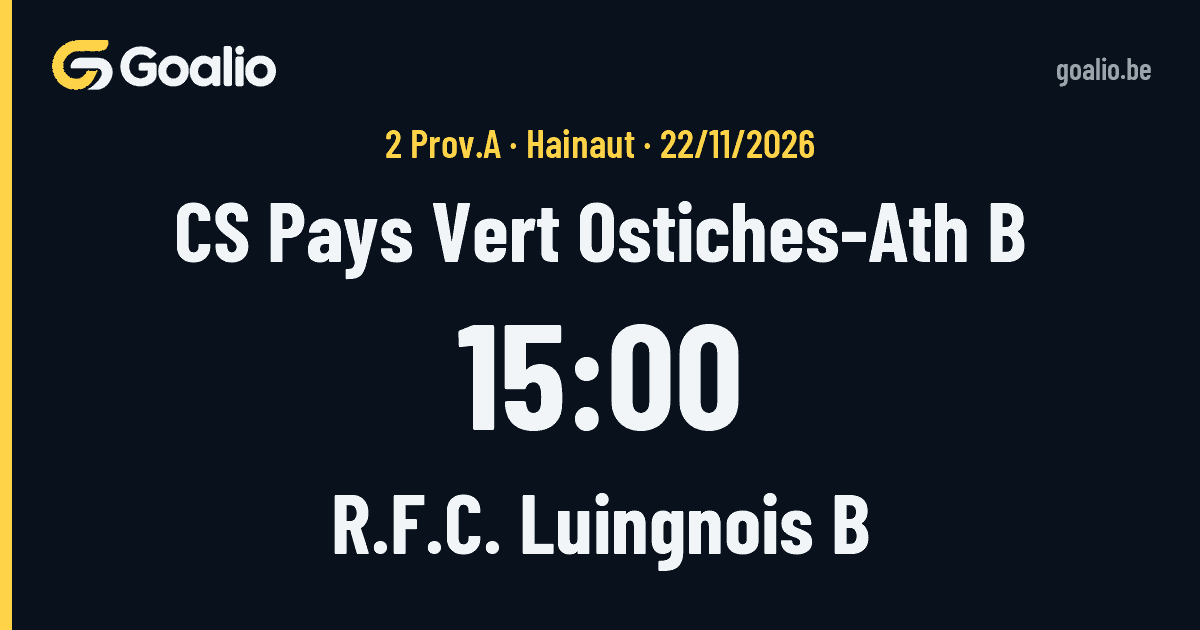 Goalio
goalio.be
2 Prov.A · Hainaut · 22/11/2026
CS Pays Vert Ostiches-Ath B
15:00
R.F.C. Luingnois B